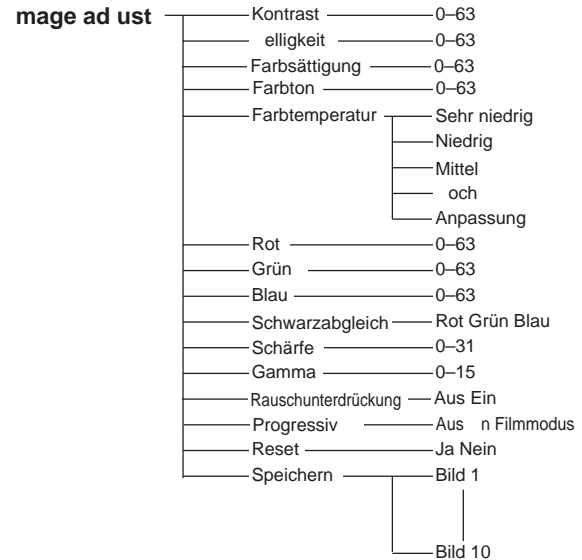 mage ad ust
Kontrast 0–63
elligkeit 0–63
Farbsättigung 0–63
Farbton 0–63
Farbtemperatur Sehr niedrig
Niedrig
Mittel
och
Anpassung
Rot 0–63
Grün 0–63
Blau 0–63
Schwarzabgleich Rot Grün Blau
Schärfe 0–31
Gamma 0–15
Rauschunterdrückung Aus Ein
Progressiv Aus n Filmmodus
Reset Ja Nein
Speichern Bild 1
Bild 10